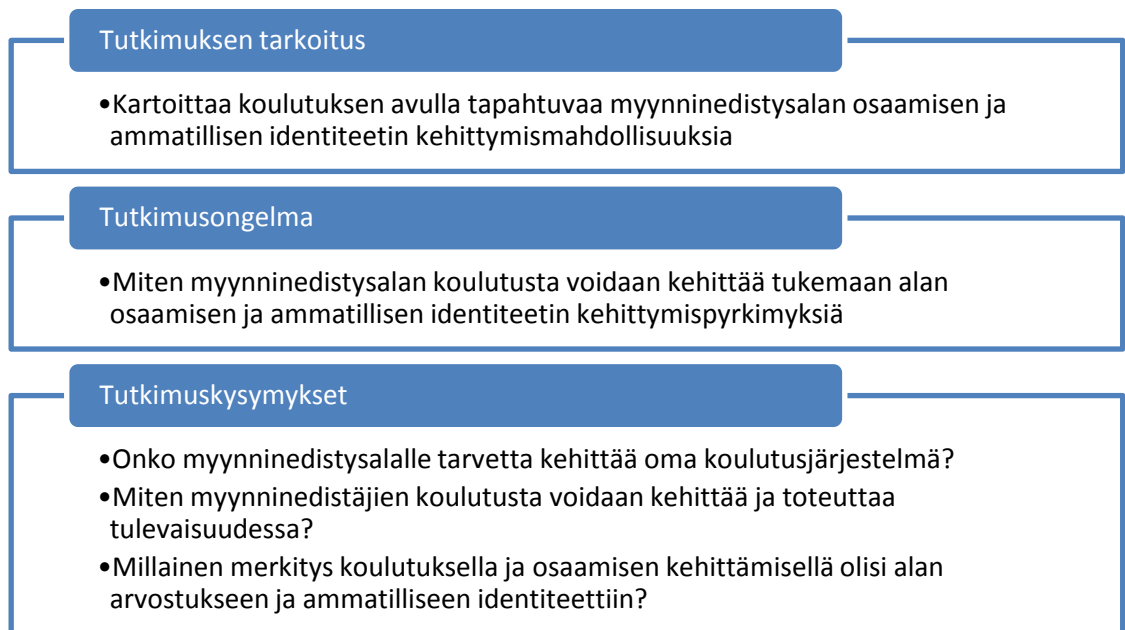 Tutkimuksen tarkoitus
•Kartoittaa koulutuksen avulla tapahtuvaa myynninedistysalan osaamisen ja
ammatillisen identiteetin kehittymismahdollisuuksia
Tutkimusongelma
•Miten myynninedistysalan koulutusta voidaan kehittää tukemaan alan
osaamisen ja ammatillisen identiteetin kehittymispyrkimyksiä
Tutkimuskysymykset
•Onko myynninedistysalalle tarvetta kehittää oma koulutusjärjestelmä?
•Miten myynninedistäjien koulutusta voidaan kehittää ja toteuttaa
tulevaisuudessa?
•Millainen merkitys koulutuksella ja osaamisen kehittämisellä olisi alan
arvostukseen ja ammatilliseen identiteettiin?